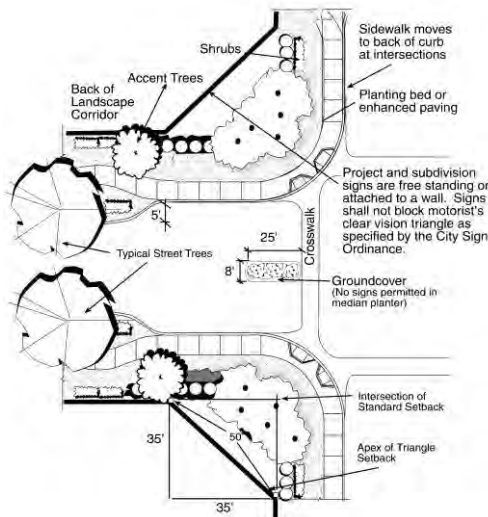 Shrubs
Accent Trees
Back of
Landscape
Corridor
Sidewalk moves
to back of curb
at intersections
Planting bed or
enhanced paving
Project and subdivision
signs are free standing or
attached to a wall. Signs
shall not block motorist's
clear vision triangle as
specified by the City Sign
Ordinance.
5'
25'
Crosswalk
8'
Typical Street Trees
Groundcover
(No signs permitted in
median planter)
Intersection of
Standard Setback
50'
35'
Apex of Triangle
Setback
35'